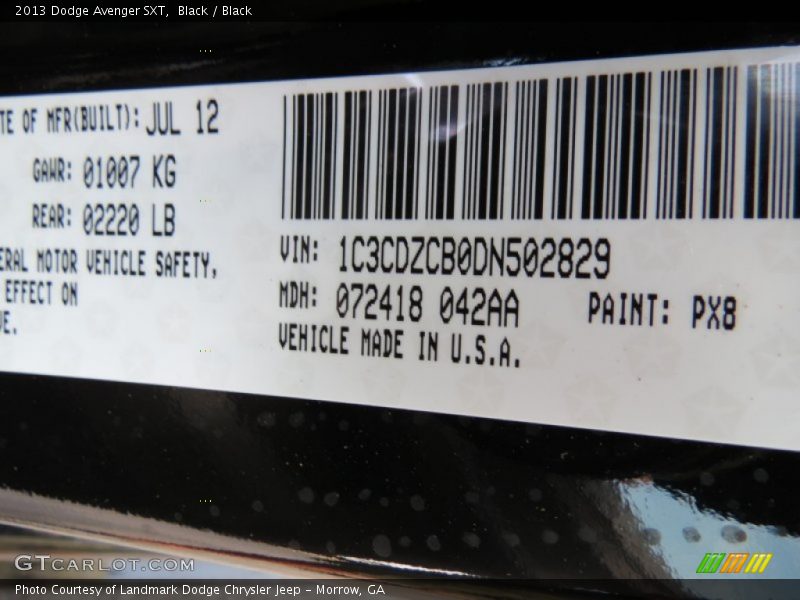 2013 Dodge Avenger SXT,  Black / Black
TE OF MFR(BUILT): JUL 12
GAWR: 01007 KG
REAR: 02220 LB
ERAL MOTOR VEHICLE SAFETY,
EFFECT ON
VE.
VIN: 1C3CDZCB0DN502829
MDH: 072418 042AA PAINT: PX8
VEHICLE MADE IN U.S.A.
GTCARLOT.COM
Photo Courtesy of Landmark Dodge Chrysler Jeep – Morrow, GA